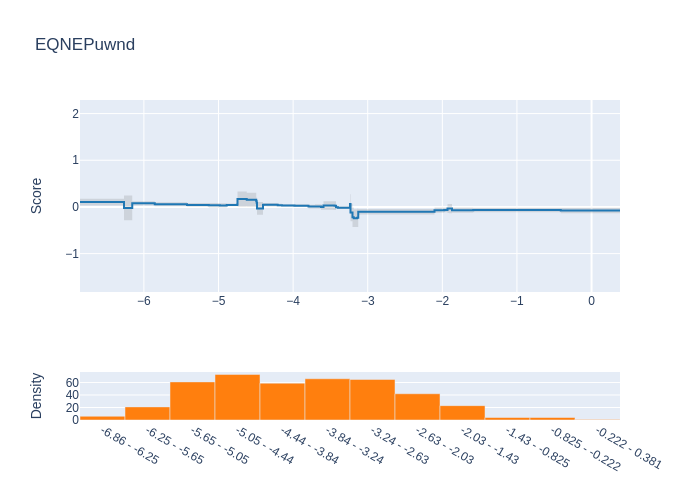 EQNEPuwnd
2
1
0
−1
Score
−6
−5
−4
−3
−2
−1
0
60
40
20
0
Density
-6.86 - -6.25
-6.25 - -5.65
-5.65 - -5.05
-5.05 - -4.44
-4.44 - -3.84
-3.84 - -3.24
-3.24 - -2.63
-2.63 - -2.03
-2.03 - -1.43
-1.43 - -0.825
-0.825 - -0.222
-0.222 - 0.381